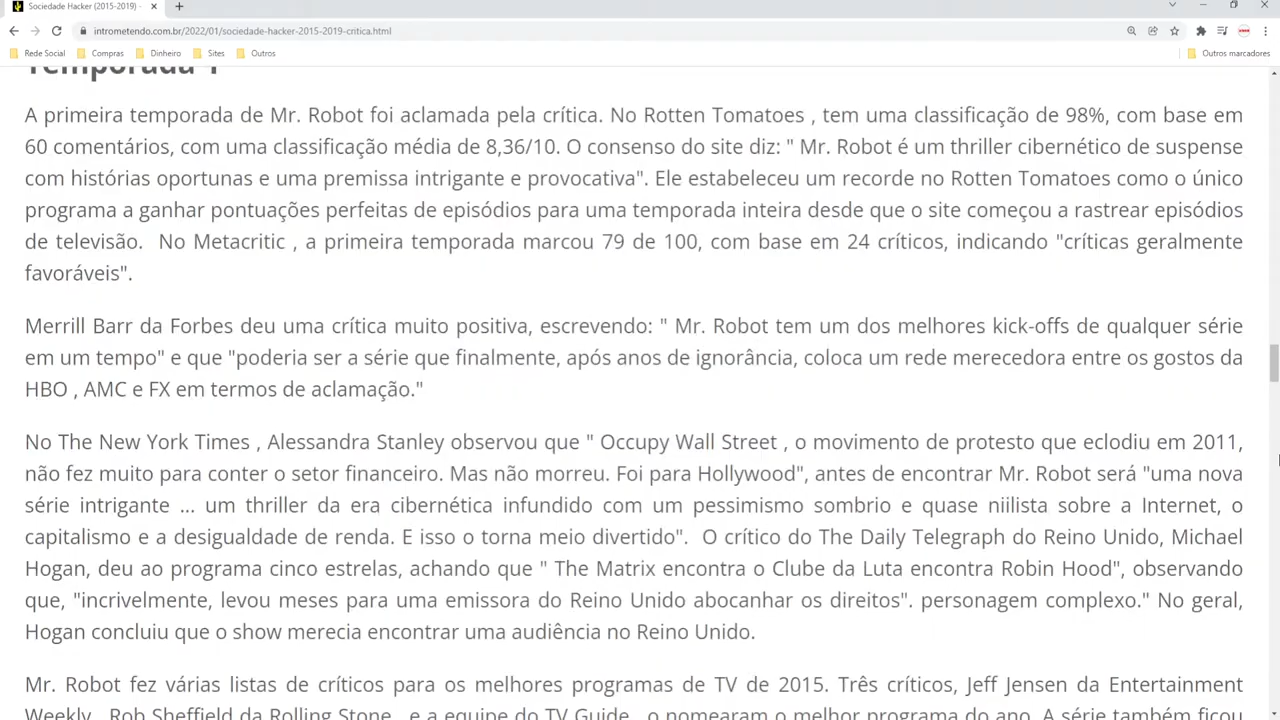 Sociedade Hacker (2015-2019) -
intrometendo.com.br/2022/01/sociedade-hacker-2015-2019-critica.html
Rede Social Compras Dinheiro Sites Outros Outros marcadores
Temporada 1
A primeira temporada de Mr. Robot foi aclamada pela crítica. No Rotten Tomatoes , tem uma classificação de 98%, com base em
60 comentários, com uma classificação média de 8,36/10. O consenso do site diz: " Mr. Robot é um thriller cibernético de suspense
com histórias oportunas e uma premissa intrigante e provocativa". Ele estabeleceu um recorde no Rotten Tomatoes como o único
programa a ganhar pontuações perfeitas de episódios para uma temporada inteira desde que o site começou a rastrear episódios
de televisão. No Metacritic , a primeira temporada marcou 79 de 100, com base em 24 críticos, indicando "críticas geralmente
favoráveis".
Merrill Barr da Forbes deu uma crítica muito positiva, escrevendo: " Mr. Robot tem um dos melhores kick-offs de qualquer série
em um tempo" e que "poderia ser a série que finalmente, após anos de ignorância, coloca um rede merecedora entre os gostos da
HBO , AMC e FX em termos de aclamação."
No The New York Times , Alessandra Stanley observou que " Occupy Wall Street , o movimento de protesto que eclodiu em 2011,
não fez muito para conter o setor financeiro. Mas não morreu. Foi para Hollywood", antes de encontrar Mr. Robot será "uma nova
série intrigante ... um thriller da era cibernética infundido com um pessimismo sombrio e quase niilista sobre a Internet, o
capitalismo e a desigualdade de renda. E isso o torna meio divertido". O crítico do The Daily Telegraph do Reino Unido, Michael
Hogan, deu ao programa cinco estrelas, achando que " The Matrix encontra o Clube da Luta encontra Robin Hood", observando
que, "incrivelmente, levou meses para uma emissora do Reino Unido abocanhar os direitos". personagem complexo." No geral,
Hogan concluiu que o show merecia encontrar uma audiência no Reino Unido.
Mr. Robot fez várias listas de críticos para os melhores programas de TV de 2015. Três críticos, Jeff Jensen da Entertainment
Weekly , Rob Sheffield da Rolling Stone , e a equipe do TV Guide , o nomearam o melhor programa do ano. A série também ficou